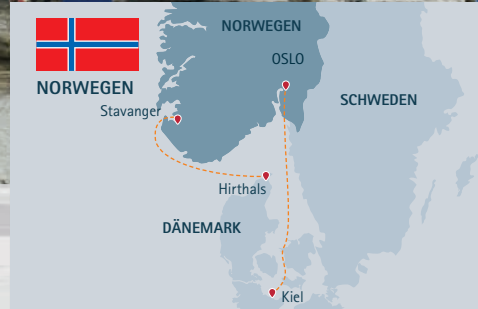 NORWEGEN
NORWEGEN
OSLO
SCHWEDEN
Stavanger
Hirthals
DÄNEMARK
Kiel